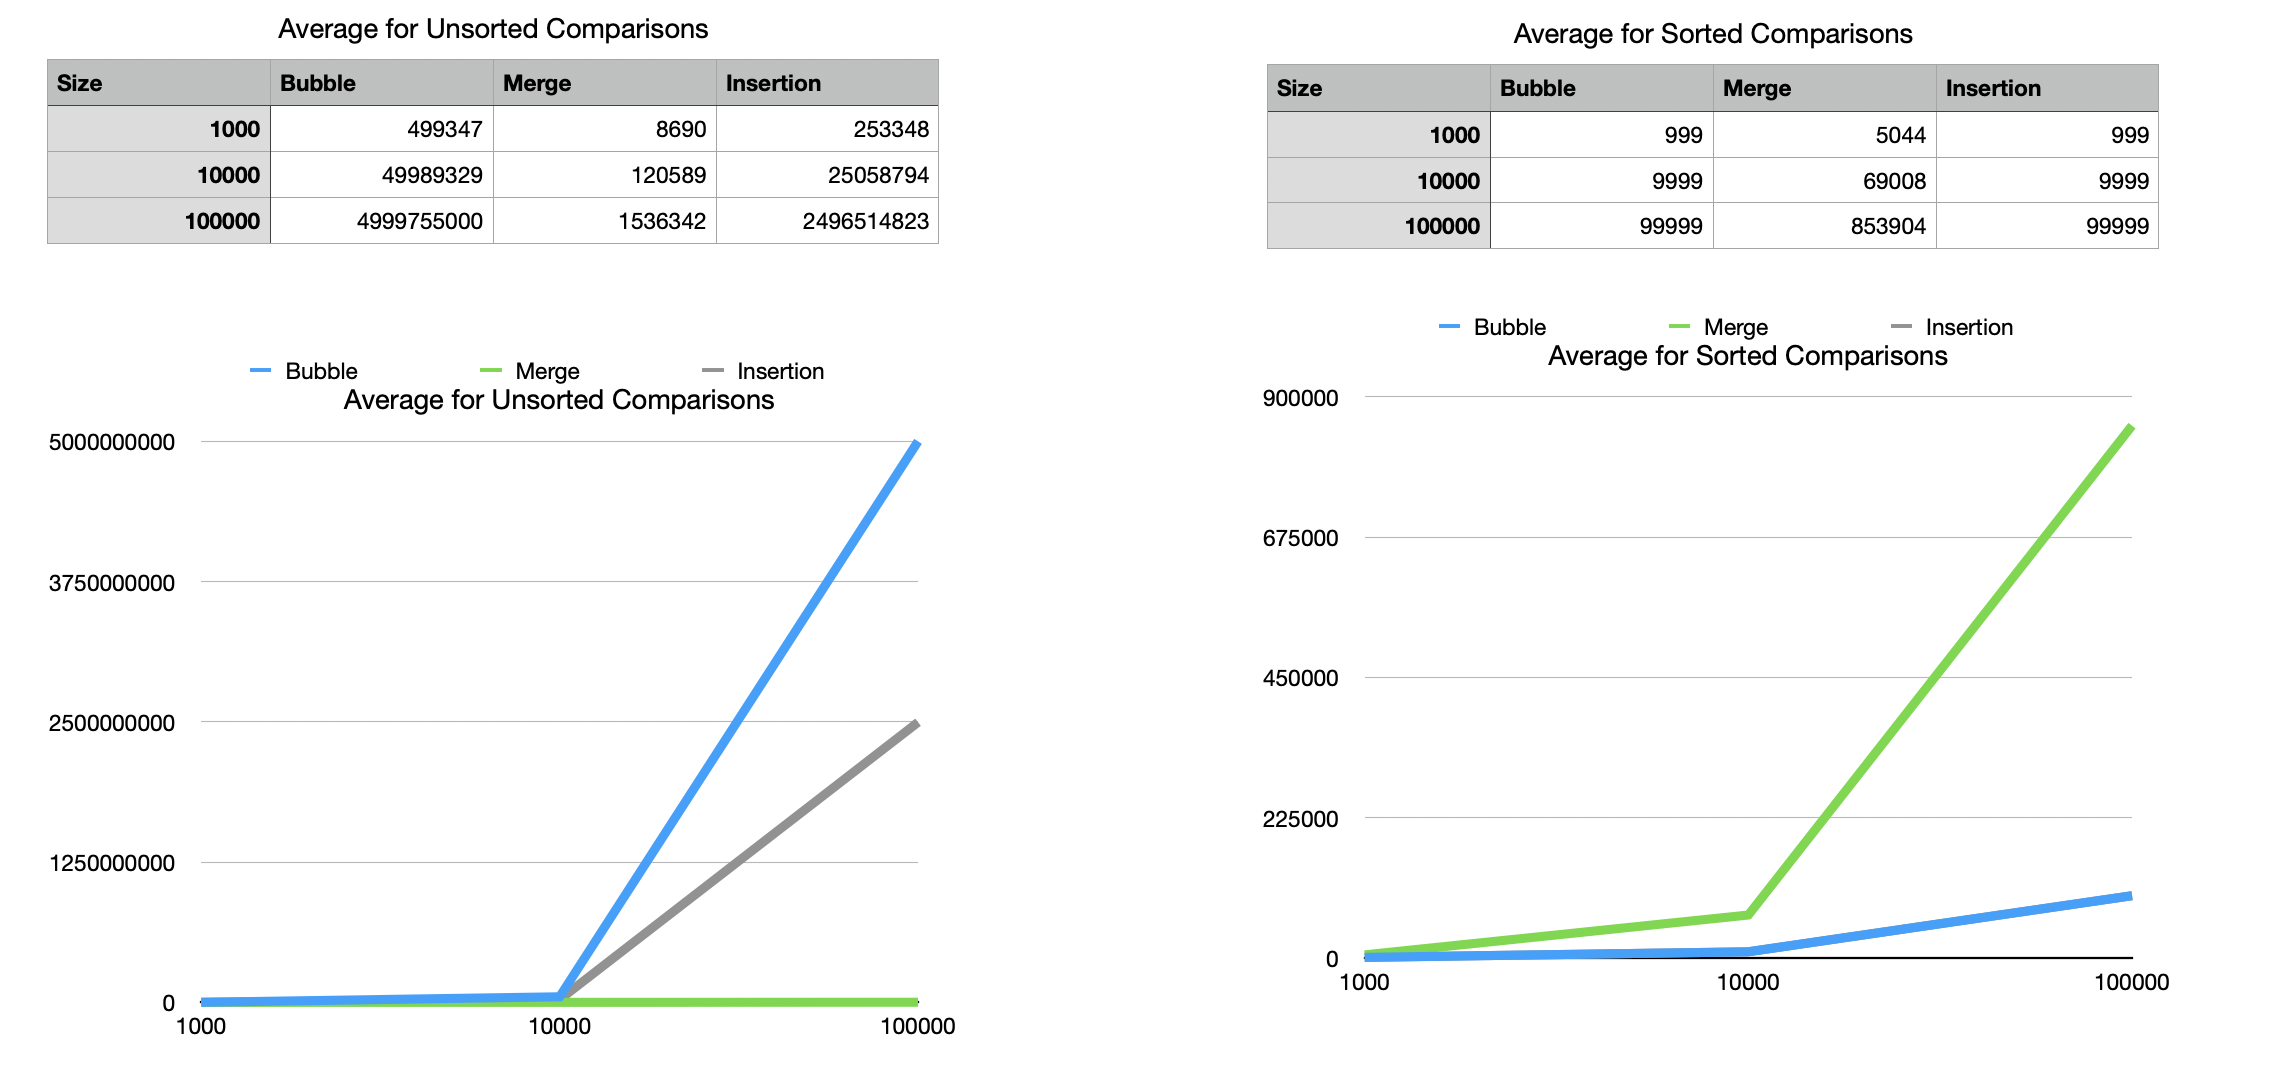 Average for Unsorted Comparisons
Size Bubble Merge Insertion
1000 499347 8690 253348
10000 49989329 120589 25058794
100000 4999755000 1536342 2496514823
Bubble Merge Insertion
Average for Unsorted Comparisons
5000000000
3750000000
2500000000
1250000000
0
1000 10000 100000
Average for Sorted Comparisons
Size Bubble Merge Insertion
1000 999 5044 999
10000 9999 69008 9999
100000 99999 853904 99999
Bubble Merge Insertion
Average for Sorted Comparisons
900000
675000
450000
225000
0
1000 10000 100000